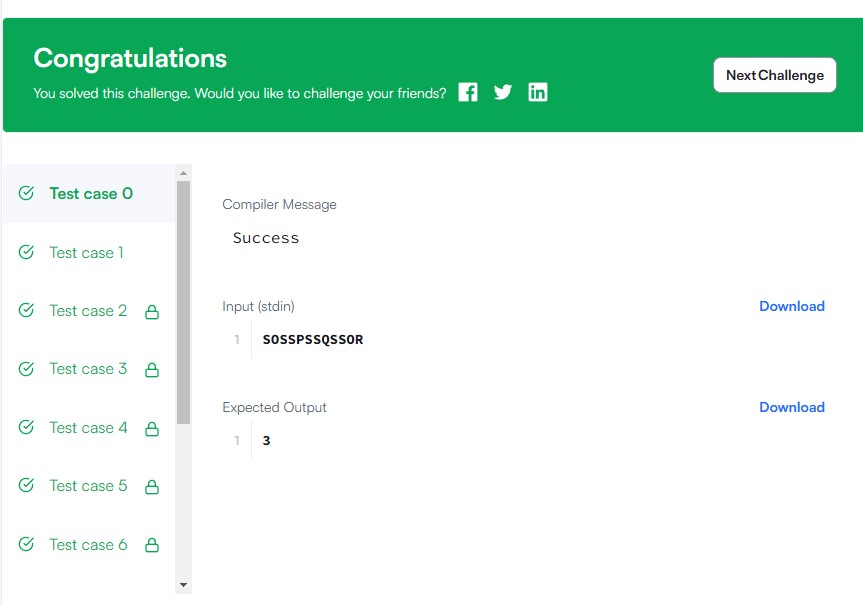 Congratulations
You solved this challenge. Would you like to challenge your friends?
Next Challenge
Test case 0
Test case 1
Test case 2
Test case 3
Test case 4
Test case 5
Test case 6
Compiler Message
Success
Input (stdin)
Download
1 SOSSPSSQSSOR
Expected Output
Download
1 3